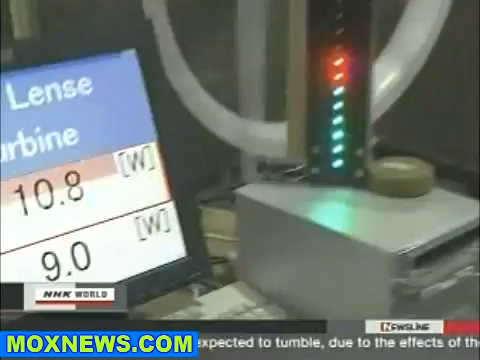 Lense
urbine
[W]
10.8
[W]
9.0
NHK WORLD
NEWSLINE
MOXNEWS.COM
expected to tumble, due to the effects of the